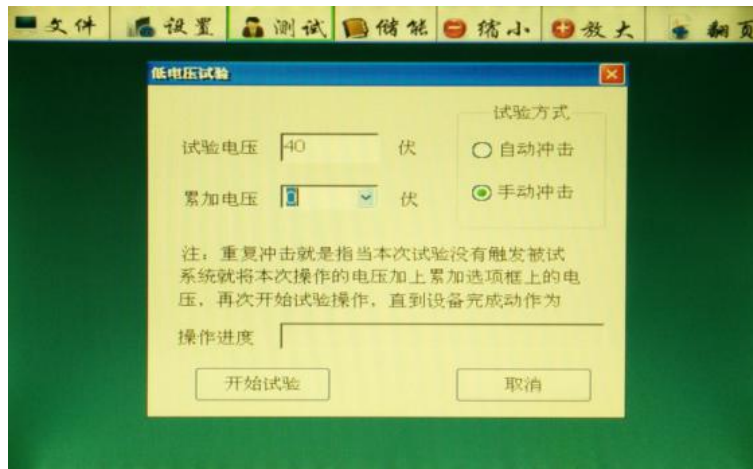 文件 设置 测试 储能 缩小 放大 翻页
低电压试验
试验方式
试验电压 40 伏
自动冲击
累加电压 0 伏
手动冲击
注：重复冲击就是指当本次试验没有触发被试
系统就将本次操作的电压加上累加选项框上的电
压，再次开始试验操作，直到设备完成动作为
操作进度
开始试验 取消